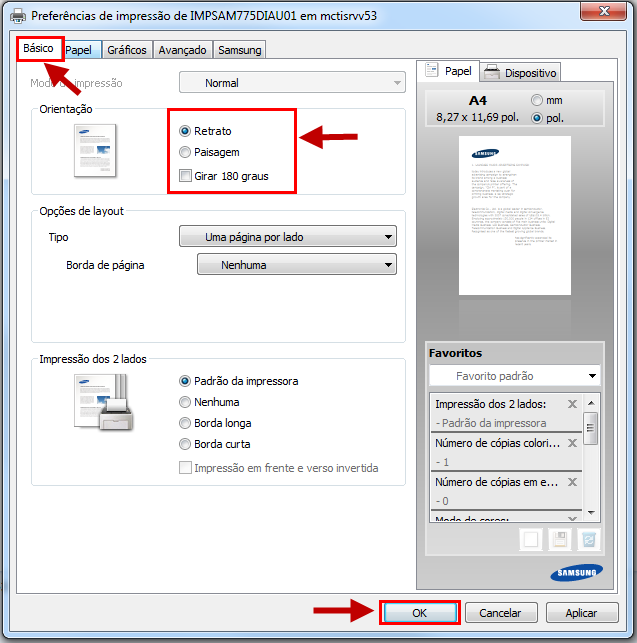 Preferências de impressão de IMPSAM775DIAU01 em mctisrvv53
Básico
Papel
Gráficos
Avançado
Samsung
Normal
Orientação
Retrato
Paisagem
Girar 180 graus
Opções de layout
Tipo
Uma página por lado
Borda de página
Nenhuma
Impressão dos 2 lados
Padrão da impressora
Nenhuma
Borda longa
Borda curta
Impressão em frente e verso invertida
Papel
Dispositivo
A4
mm
8,27 x 11,69 pol.
pol.
Favoritos
Favorito padrão
Impressão dos 2 lados:
- Padrão da impressora
Número de cópias colori...
- 1
Número de cópias em e...
- 0
Modo de cores:
SAMSUNG
OK
Cancelar
Aplicar